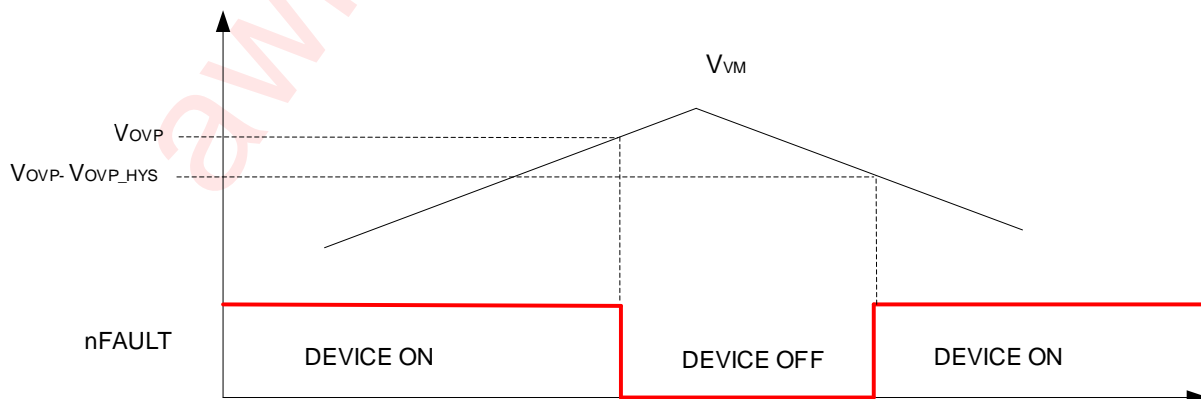 VVM
VOVP
VOVP- VOVP_HYS
nFAULT
DEVICE ON
DEVICE OFF
DEVICE ON